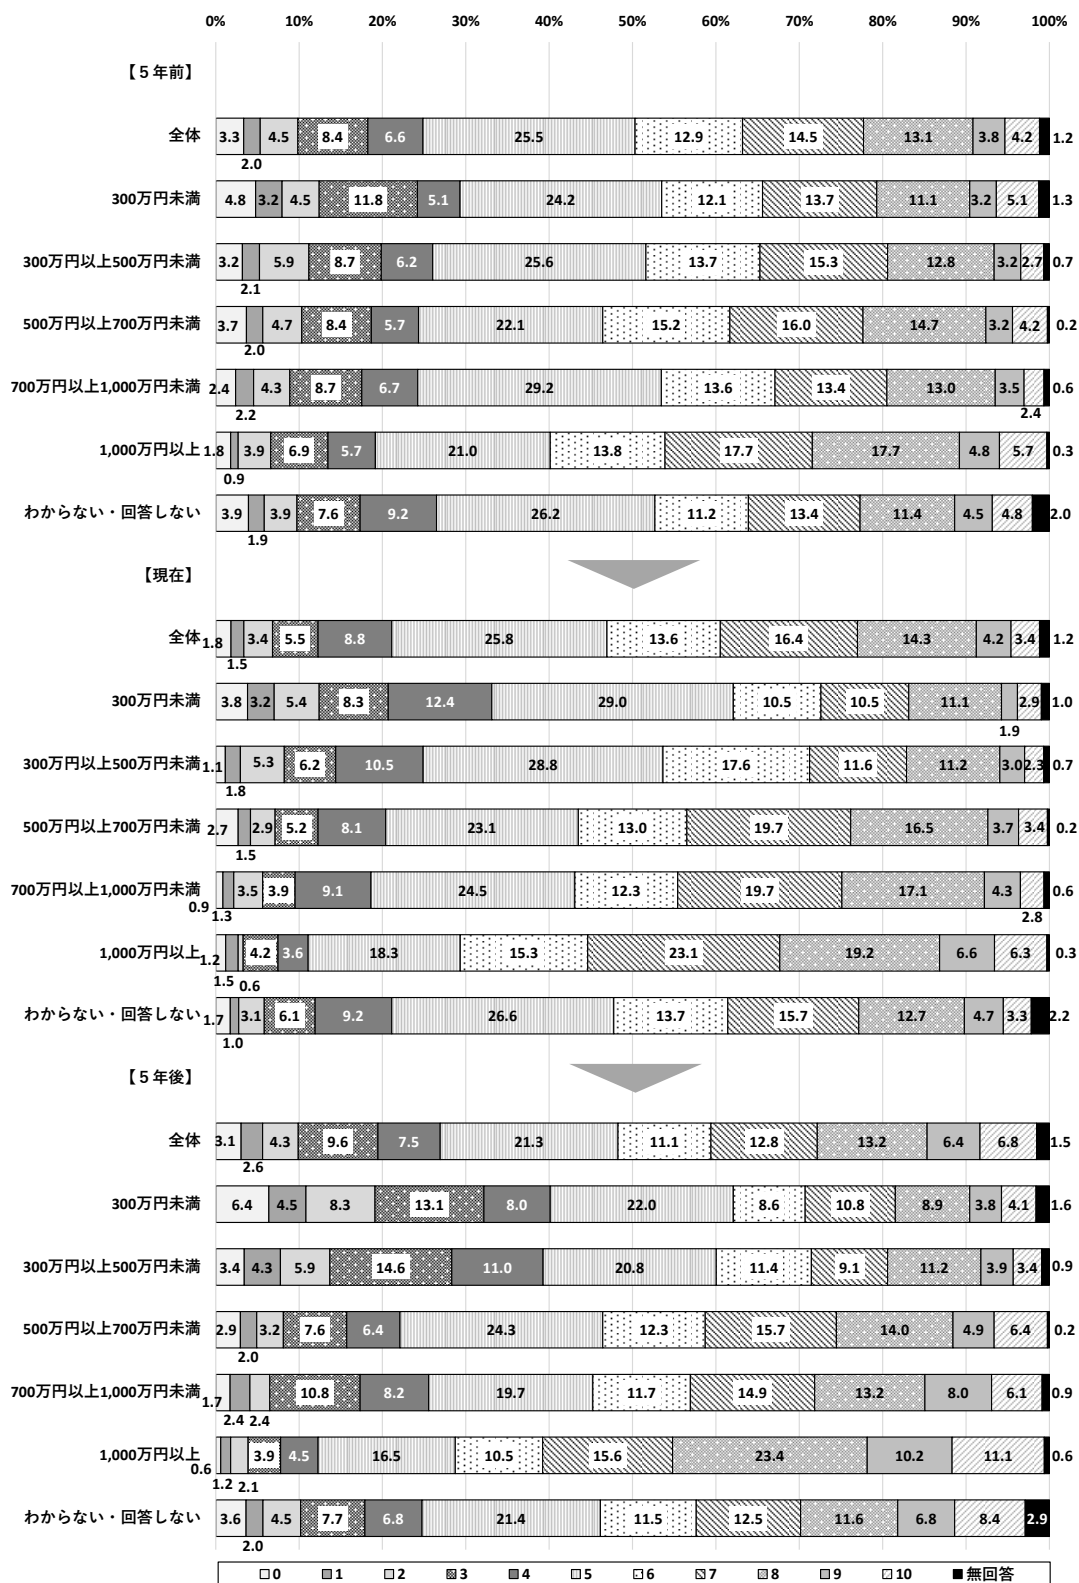 0% 10% 20% 30% 40% 50% 60% 70% 80% 90% 100%
【５年前】
全体 3.3 2.0 4.5 8.4 6.6 25.5 12.9 14.5 13.1 3.8 4.2 1.2
300万円未満 4.8 3.2 4.5 11.8 5.1 24.2 12.1 13.7 11.1 3.2 5.1 1.3
300万円以上500万円未満 3.2 2.1 5.9 8.7 6.2 25.6 13.7 15.3 12.8 3.2 2.7 0.7
500万円以上700万円未満 3.7 2.0 4.7 8.4 5.7 22.1 15.2 16.0 14.7 3.2 4.2 0.2
700万円以上1,000万円未満 2.4 2.2 4.3 8.7 6.7 29.2 13.6 13.4 13.0 3.5 2.4 0.6
1,000万円以上 1.8 0.9 3.9 6.9 5.7 21.0 13.8 17.7 17.7 4.8 5.7 0.3
わからない・回答しない 3.9 1.9 3.9 7.6 9.2 26.2 11.2 13.4 11.4 4.5 4.8 2.0
【現在】
全体 1.8 1.5 3.4 5.5 8.8 25.8 13.6 16.4 14.3 4.2 3.4 1.2
300万円未満 3.8 3.2 5.4 8.3 12.4 29.0 10.5 10.5 11.1 1.9 2.9 1.0
300万円以上500万円未満 1.1 1.8 5.3 6.2 10.5 28.8 17.6 11.6 11.2 3.0 2.3 0.7
500万円以上700万円未満 2.7 1.5 2.9 5.2 8.1 23.1 13.0 19.7 16.5 3.7 3.4 0.2
700万円以上1,000万円未満 0.9 1.3 3.5 3.9 9.1 24.5 12.3 19.7 17.1 4.3 2.8 0.6
1,000万円以上 1.2 1.5 0.6 4.2 3.6 18.3 15.3 23.1 19.2 6.6 6.3 0.3
わからない・回答しない 1.7 1.0 3.1 6.1 9.2 26.6 13.7 15.7 12.7 4.7 3.3 2.2
【５年後】
全体 3.1 2.6 4.3 9.6 7.5 21.3 11.1 12.8 13.2 6.4 6.8 1.5
300万円未満 6.4 4.5 8.3 13.1 8.0 22.0 8.6 10.8 8.9 3.8 4.1 1.6
300万円以上500万円未満 3.4 4.3 5.9 14.6 11.0 20.8 11.4 9.1 11.2 3.9 3.4 0.9
500万円以上700万円未満 2.9 2.0 3.2 7.6 6.4 24.3 12.3 15.7 14.0 4.9 6.4 0.2
700万円以上1,000万円未満 1.7 2.4 2.4 10.8 8.2 19.7 11.7 14.9 13.2 8.0 6.1 0.9
1,000万円以上 0.6 1.2 2.1 3.9 4.5 16.5 10.5 15.6 23.4 10.2 11.1 0.6
わからない・回答しない 3.6 2.0 4.5 7.7 6.8 21.4 11.5 12.5 11.6 6.8 8.4 2.9
0 1 2 3 4 5 6 7 8 9 10 無回答